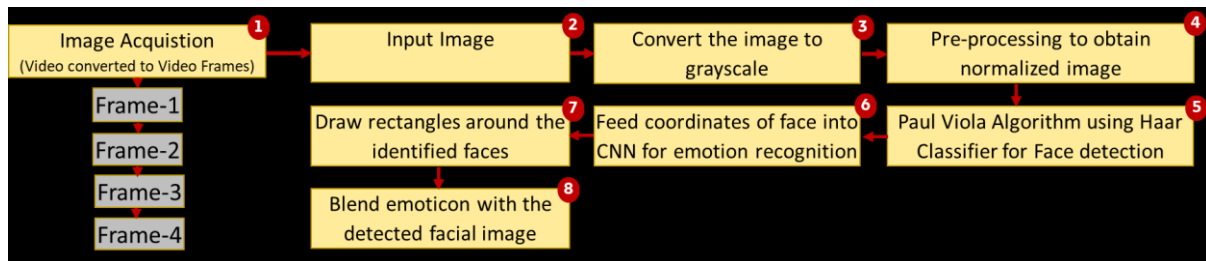 1
Image Acquistion
(Video converted to Video Frames)
Frame-1
Frame-2
Frame-3
Frame-4
2
Input Image
3
Convert the image to
grayscale
4
Pre-processing to obtain
normalized image
5
Paul Viola Algorithm using Haar
Classifier for Face detection
6
Feed coordinates of face into
CNN for emotion recognition
7
Draw rectangles around the
identified faces
8
Blend emoticon with the
detected facial image